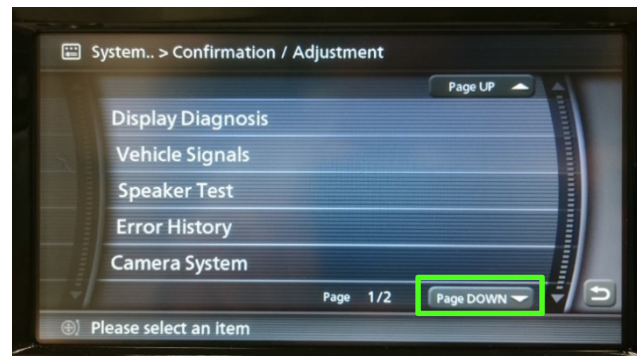 System.. > Confirmation / Adjustment
Page UP
Display Diagnosis
Vehicle Signals
Speaker Test
Error History
Camera System
Page 1/2 Page DOWN
Please select an item